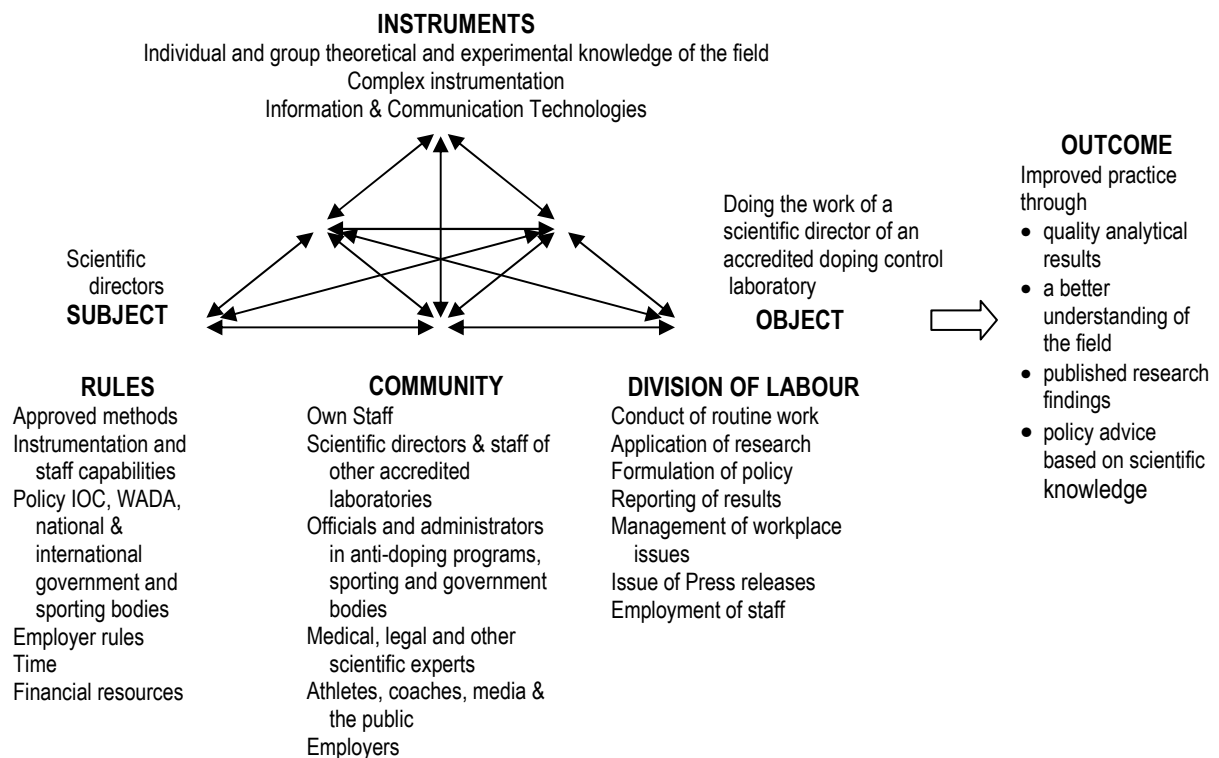 INSTRUMENTS
Individual and group theoretical and experimental knowledge of the field
Complex instrumentation
Information & Communication Technologies
Scientific
directors
SUBJECT
Doing the work of a
scientific director of an
accredited doping control
laboratory
OBJECT
OUTCOME
Improved practice
through
• quality analytical
results
• a better
understanding of
the field
• published research
findings
• policy advice
based on scientific
knowledge
RULES
Approved methods
Instrumentation and
staff capabilities
Policy IOC, WADA,
national &
international
government and
sporting bodies
Employer rules
Time
Financial resources
COMMUNITY
Own Staff
Scientific directors & staff of
other accredited
laboratories
Officials and administrators
in anti-doping programs,
sporting and government
bodies
Medical, legal and other
scientific experts
Athletes, coaches, media &
the public
Employers
DIVISION OF LABOUR
Conduct of routine work
Application of research
Formulation of policy
Reporting of results
Management of workplace
issues
Issue of Press releases
Employment of staff